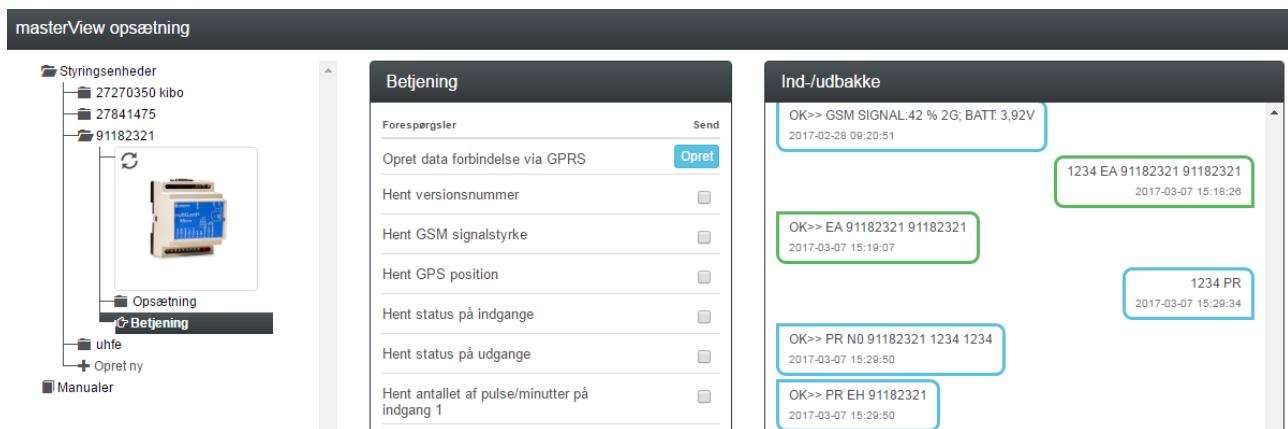 masterView opsætning
Styringsenheder
27270350 kibo
27841475
91182321
Opsætning
Betjening
uhfe
Opret ny
Manualer
Betjening
Forespørgsler Send
Opret data forbindelse via GPRS Opret
Hent versionsnummer
Hent GSM signalstyrke
Hent GPS position
Hent status på indgange
Hent status på udgange
Hent antallet af pulse/minutter på
indgang 1
Ind-/udbakke
OK>> GSM SIGNAL:42 % 2G; BATT: 3,92V
2017-02-28 09:20:51
1234 EA 91182321 91182321
2017-03-07 15:18:26
OK>> EA 91182321 91182321
2017-03-07 15:19:07
1234 PR
2017-03-07 15:29:34
OK>> PR N0 91182321 1234 1234
2017-03-07 15:29:50
OK>> PR EH 91182321
2017-03-07 15:29:50